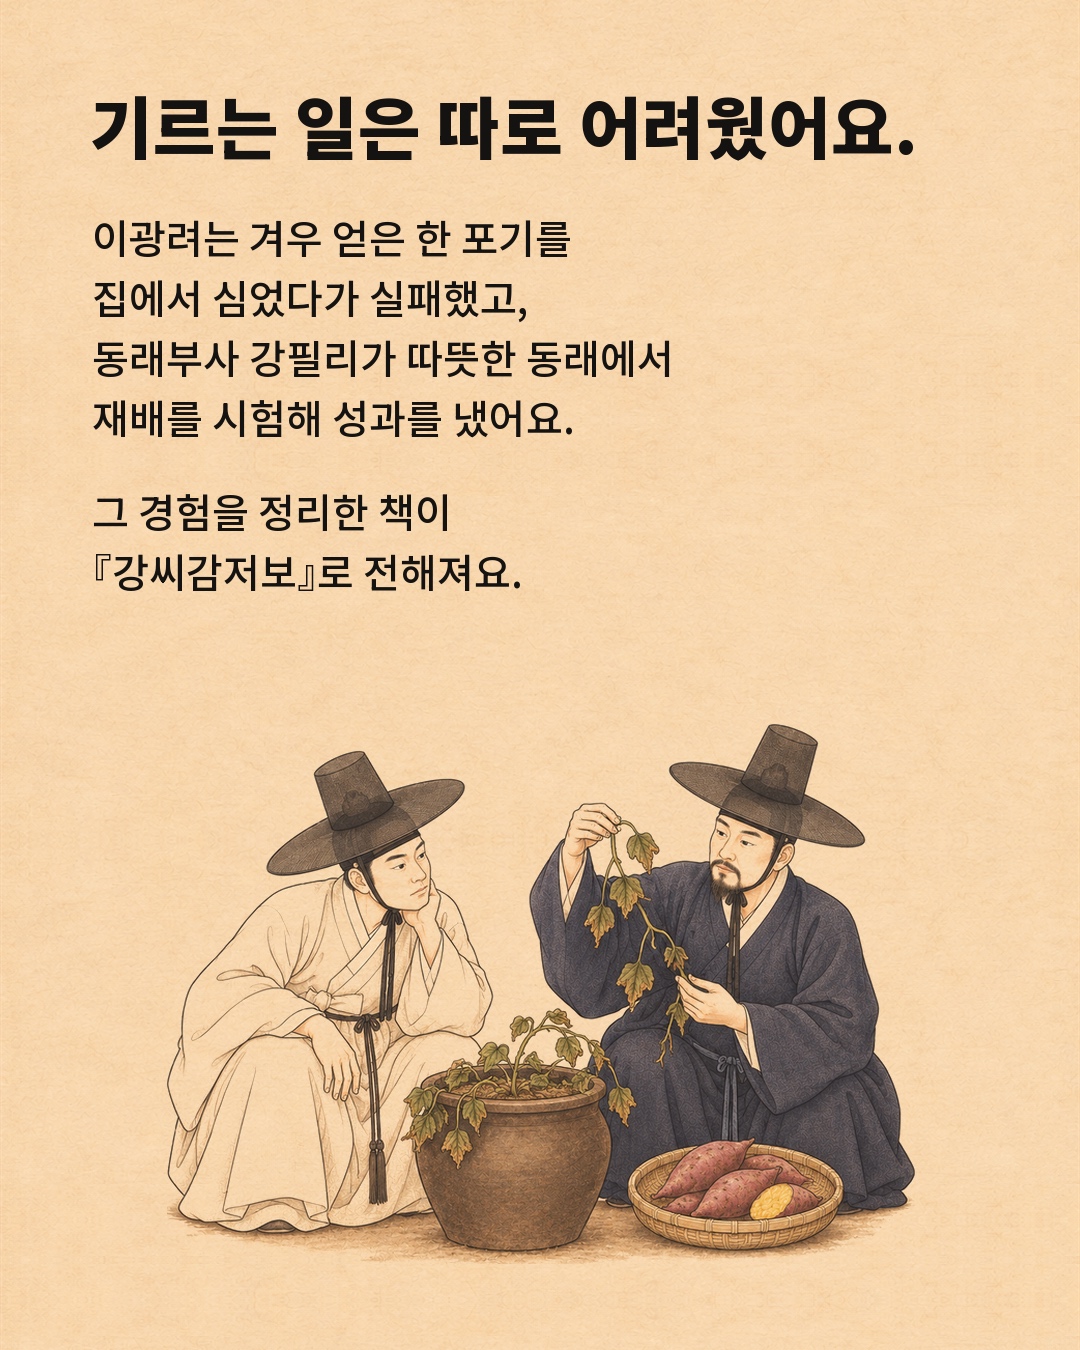 기르는 일은 따로 어려웠어요.
이광려는 겨우 얻은 한 포기를
집에서 심었다가 실패했고,
동래부사 강필리가 따뜻한 동래에서
재배를 시험해 성과를 냈어요.
그 경험을 정리한 책이
『강씨감저보』로 전해져요.